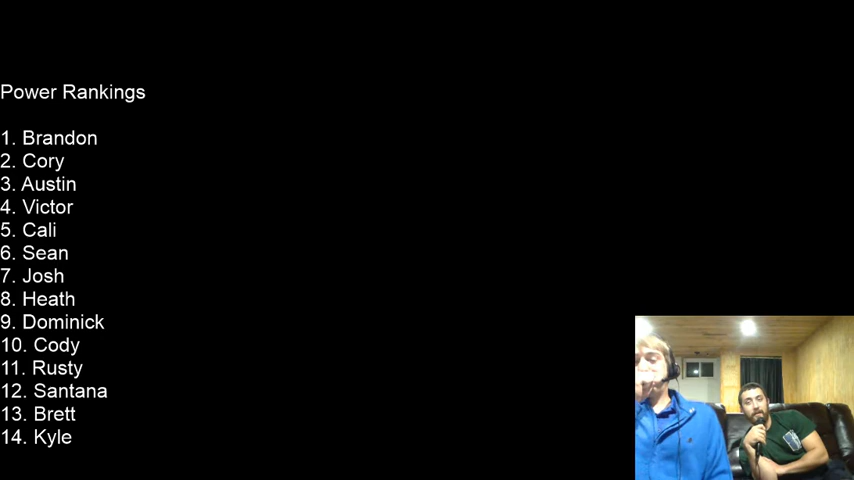 Power Rankings
1. Brandon
2. Cory
3. Austin
4. Victor
5. Cali
6. Sean
7. Josh
8. Heath
9. Dominick
10. Cody
11. Rusty
12. Santana
13. Brett
14. Kyle